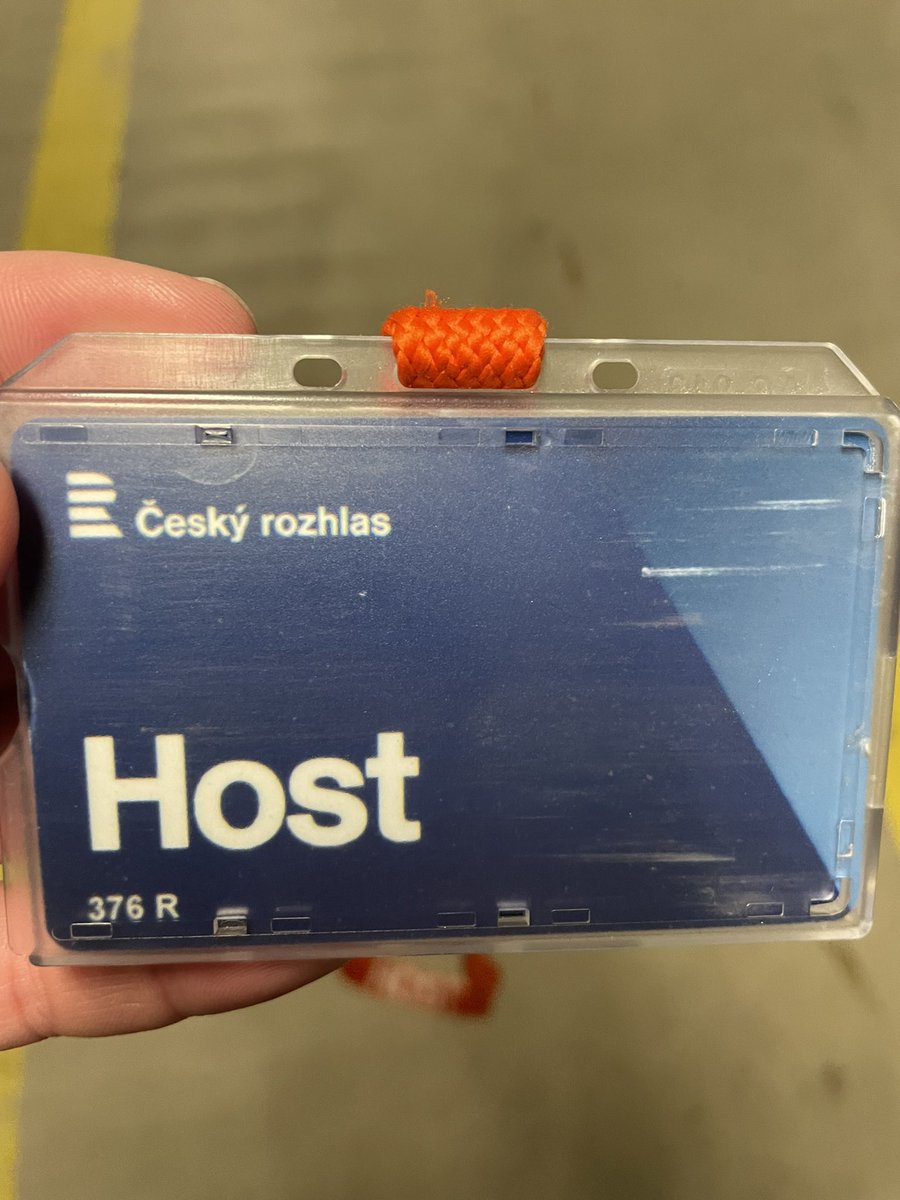 Český rozhlas
Host
376 R